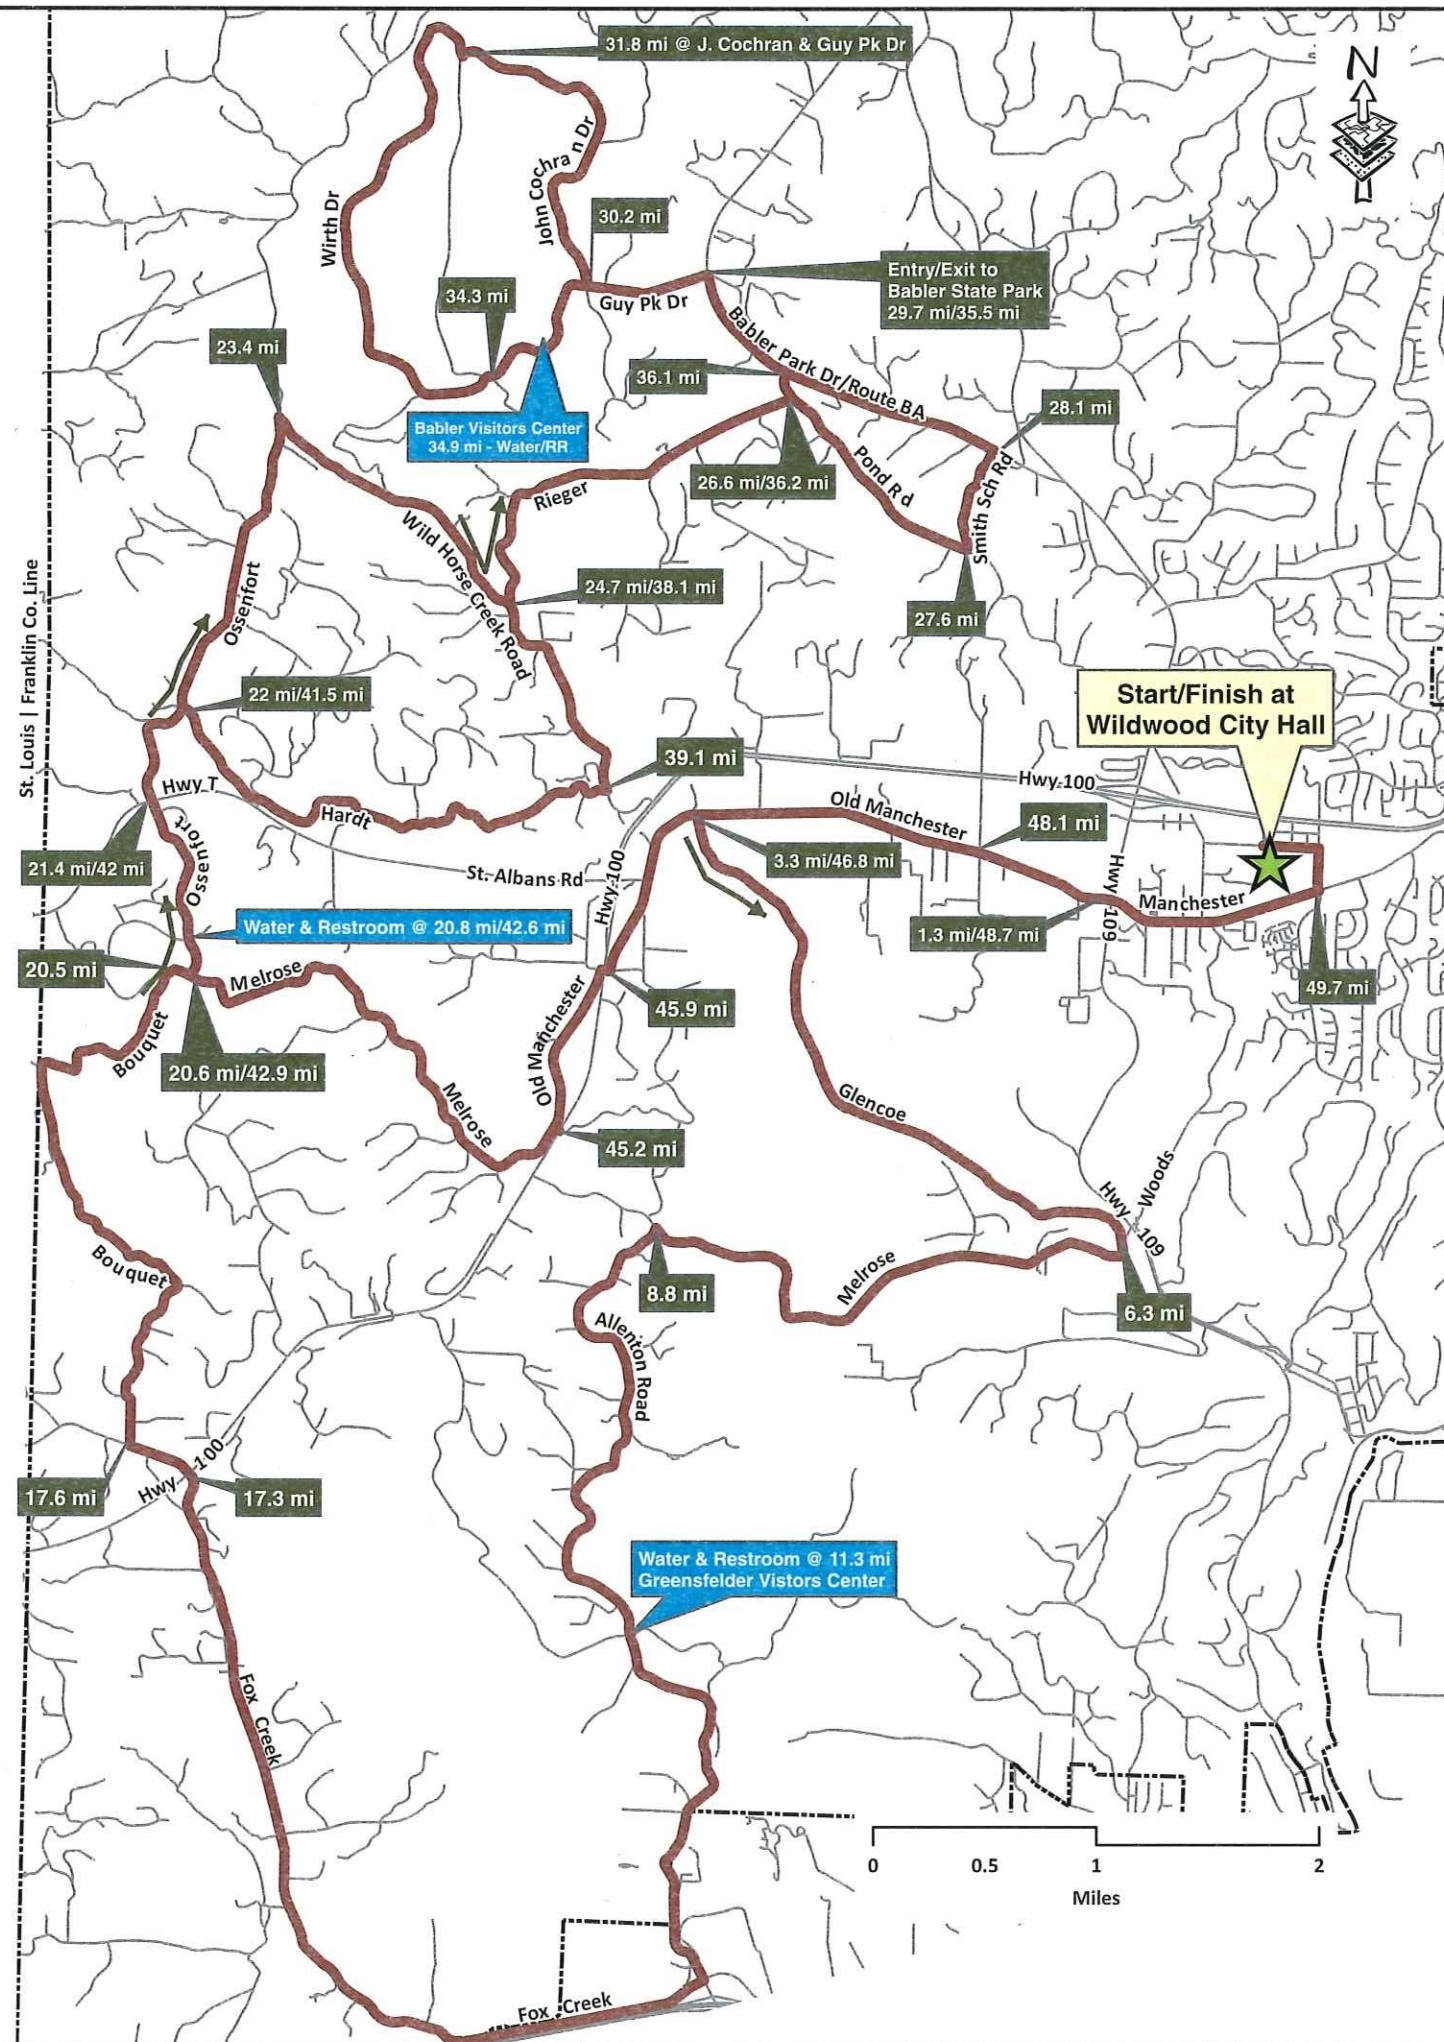 31.8 mi @ J. Cochran & Guy Pk Dr
N
John Cochran Dr
Wirth Dr
30.2 mi
Entry/Exit to
Babler State Park
29.7 mi/35.5 mi
34.3 mi
Guy Pk Dr
23.4 mi
Babler Park Dr/Route BA
36.1 mi
28.1 mi
Babler Visitors Center
34.9 mi - Water/RR
26.6 mi/36.2 mi
Pond Rd
Rieger
Smith Sch Rd
Wild Horse Creek Road
24.7 mi/38.1 mi
27.6 mi
Ossenfort
St. Louis | Franklin Co. Line
22 mi/41.5 mi
Start/Finish at
Wildwood City Hall
39.1 mi
Hwy T
Hwy 100
Hardt
Old Manchester
48.1 mi
21.4 mi/42 mi
Ossenfort
St. Albans Rd
Hwy 100
3.3 mi/46.8 mi
Hwy 109
Manchester
Water & Restroom @ 20.8 mi/42.6 mi
1.3 mi/48.7 mi
20.5 mi
Melrose
49.7 mi
45.9 mi
Old Manchester
Bouquet
20.6 mi/42.9 mi
Melrose
Glencoe
45.2 mi
Woods
Hwy 109
Bouquet
8.8 mi
Melrose
6.3 mi
Allenton Road
17.6 mi
Hwy 100
17.3 mi
Water & Restroom @ 11.3 mi
Greensfelder Vistors Center
Fox Creek
0 0.5 1 2
Miles
Fox Creek